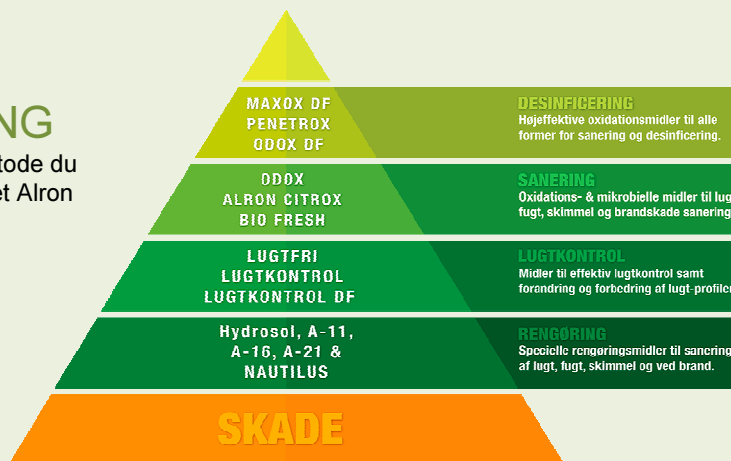 NG
tode du
et Alron
MAXOX DF
PENETROX
ODOX DF
DESINFICERING
Højeffektive oxidationsmidler til alle
former for sanering og desinficering.
ODOX
ALRON CITROX
BIO FRESH
SANERING
Oxidations- & mikrobielle midler til lug
fugt, skimmel og brandskade sanering
LUGTFRI
LUGTKONTROL
LUGTKONTROL DF
LUGTKONTROL
Midler til effektiv lugtkontrol samt
forandring og forbedring af lugt-profiler
Hydrosol, A-11,
A-16, A-21 &
NAUTILUS
RENGØRING
Specielle rengøringsmidler til sanering
af lugt, fugt, skimmel og ved brand.
SKADE